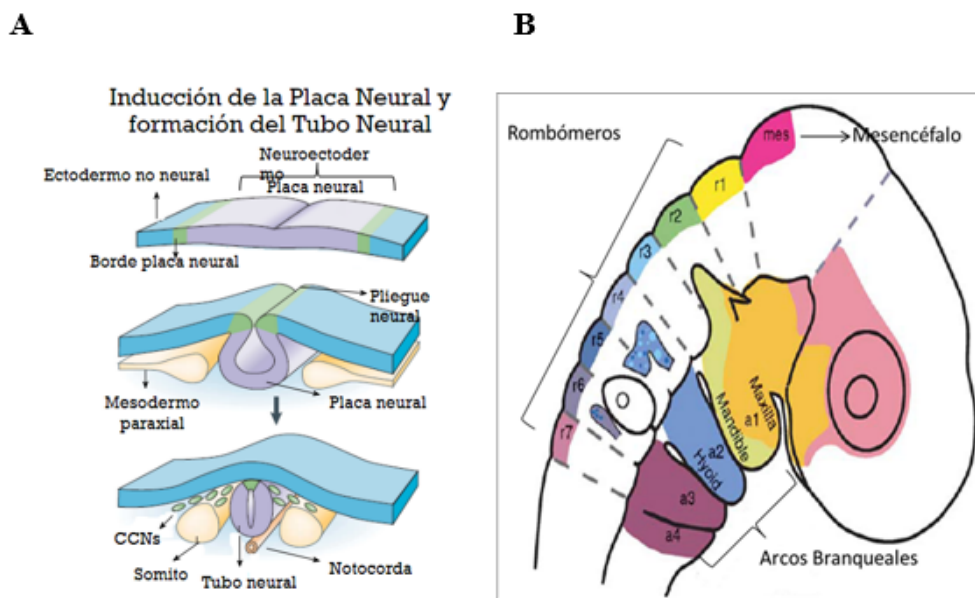 A
B
Inducción de la Placa Neural y
formación del Tubo Neural
Neuroectoder
mo
Placa neural
Ectodermo no neural
Borde placa neural
Pliegue
neural
Mesodermo
paraxial
Placa neural
CCNs
Somito
Tubo neural
Notocorda
Rombómeros
mes
Mesencéfalo
r1
r2
r3
r4
r5
r6
r7
Mandible
Maxilla
a1
a2
Hyoid
a3
a4
Arcos Branqueales